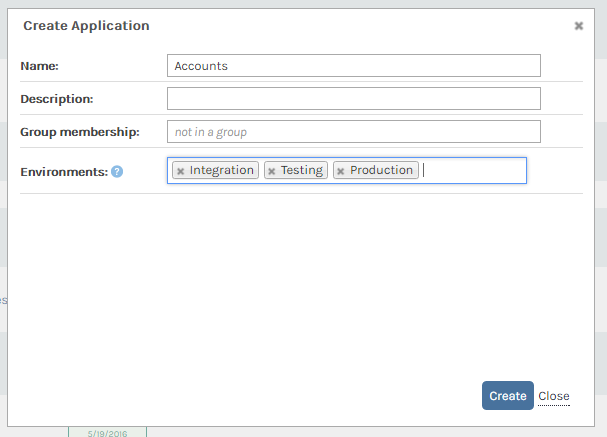 Create Application ×
Name: Accounts
Description:
Group membership: not in a group
Environments: ? × Integration × Testing × Production
es
Create Close
5/19/2016